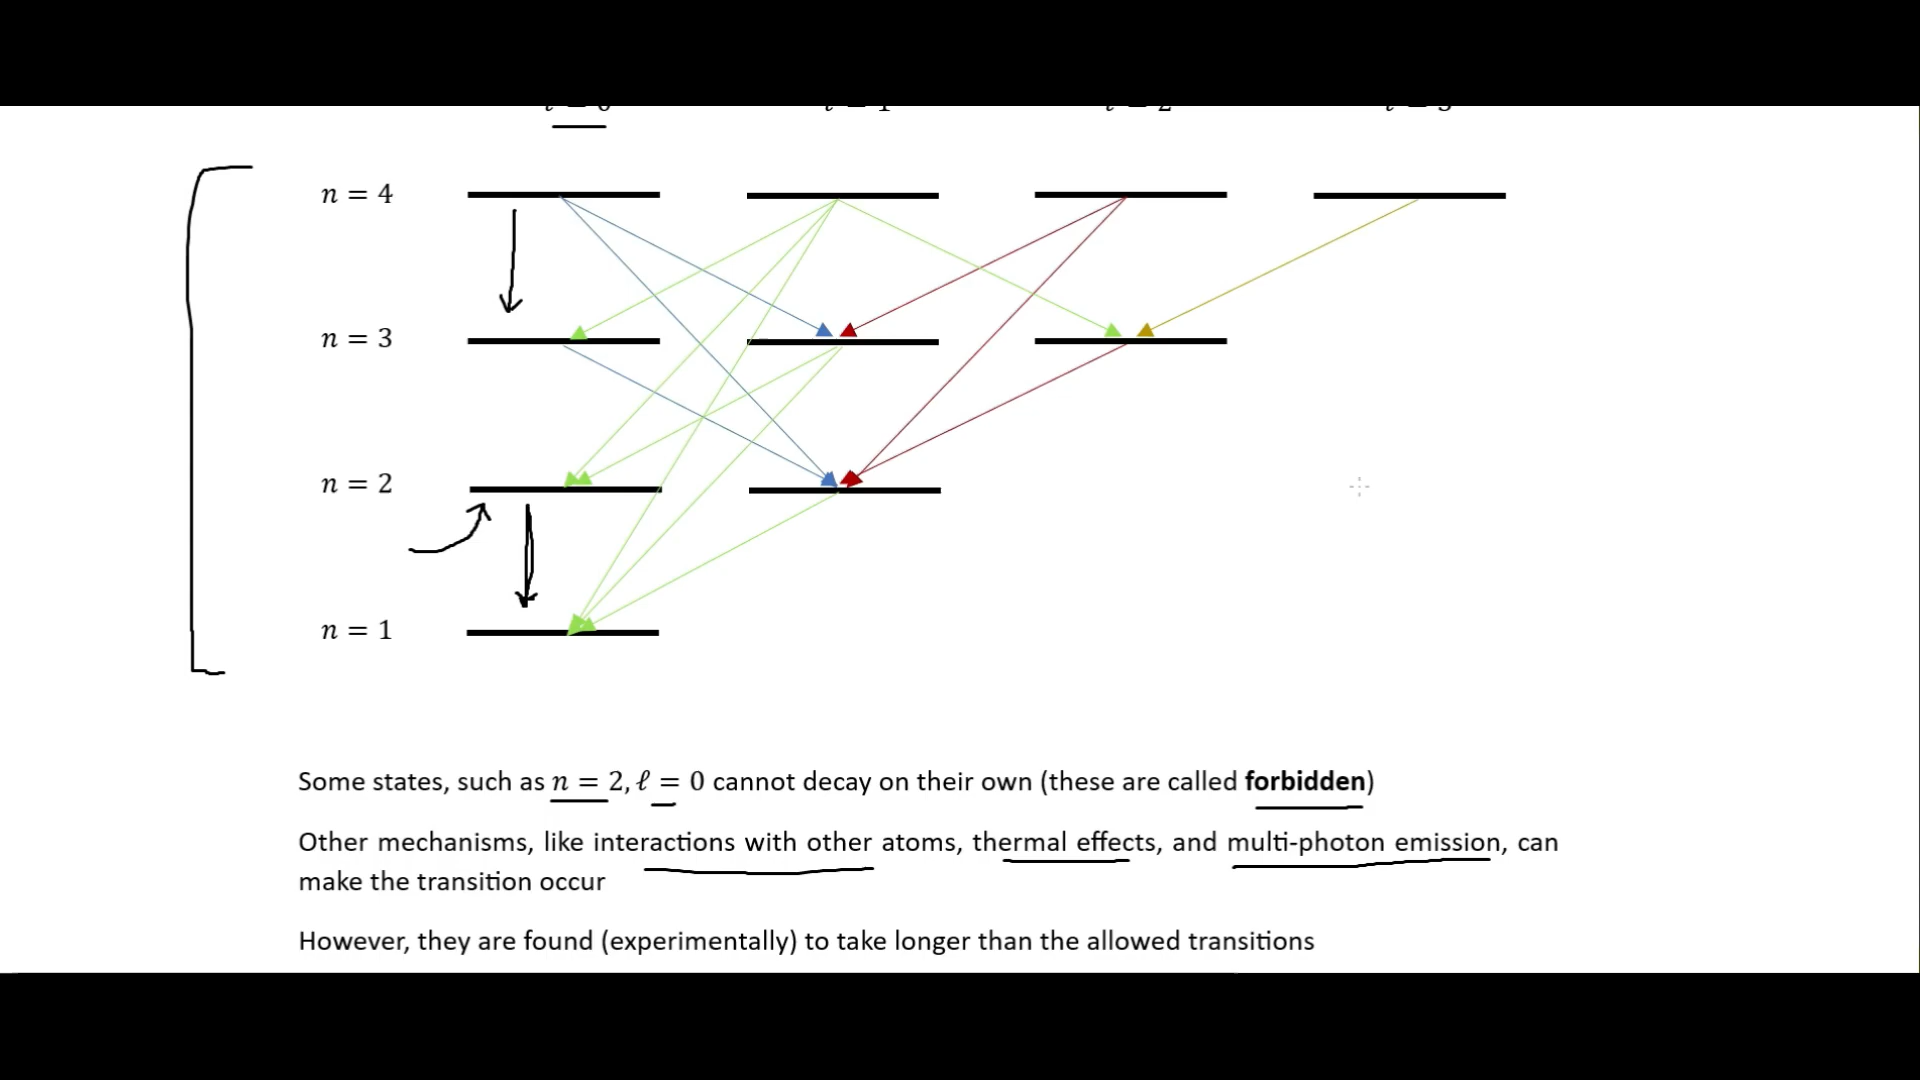 n = 4
n = 3
n = 2
n = 1
Some states, such as n = 2, ℓ = 0 cannot decay on their own (these are called forbidden)
Other mechanisms, like interactions with other atoms, thermal effects, and multi-photon emission, can
make the transition occur
However, they are found (experimentally) to take longer than the allowed transitions